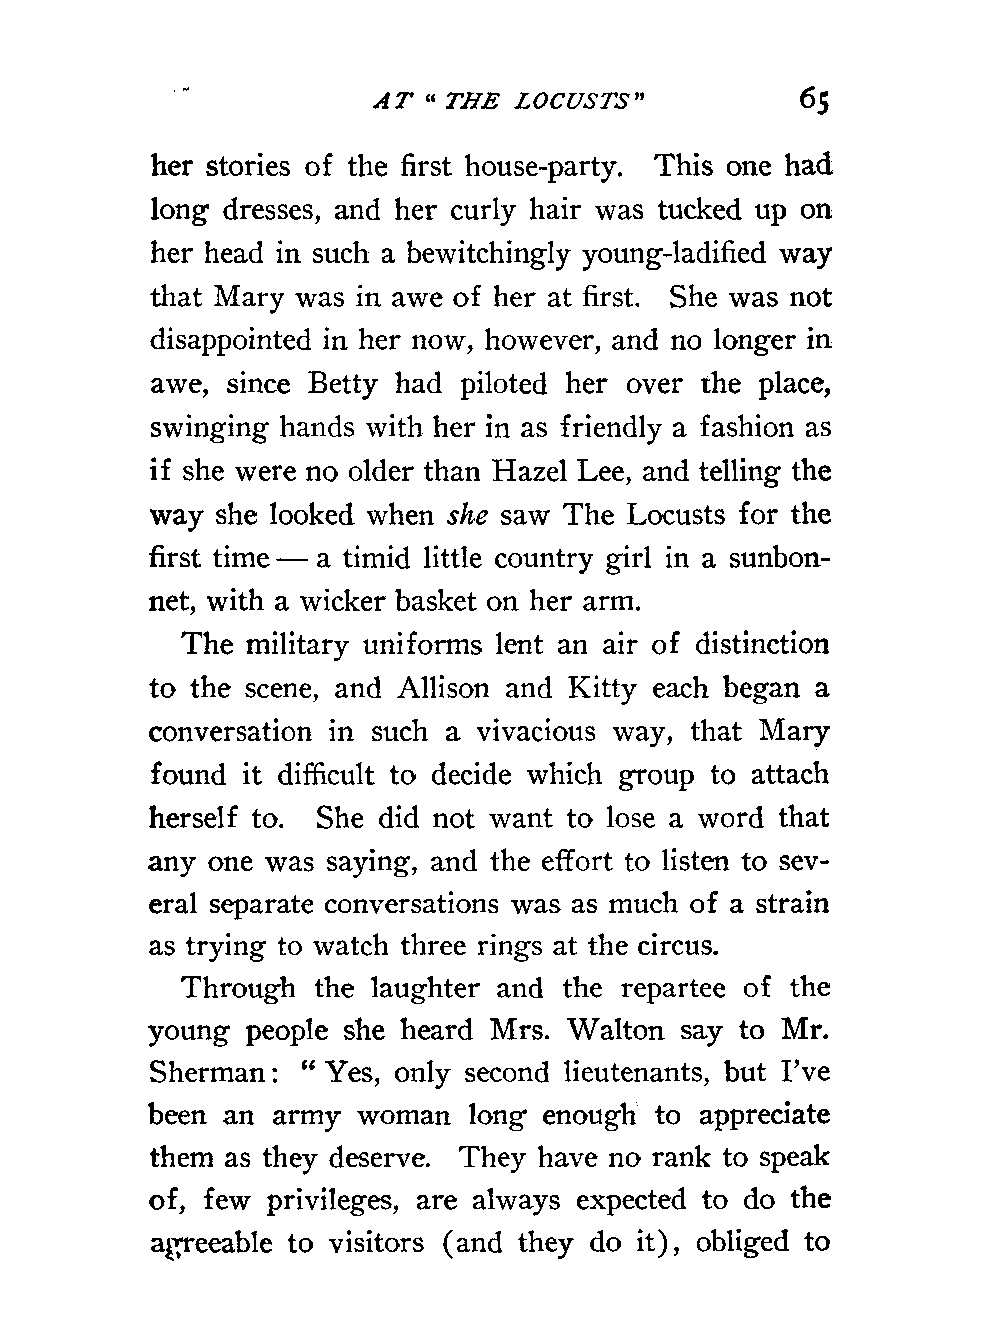 AT “ THE LOCUSTS” 65
her stories of the first house-party. This one had
long dresses, and her curly hair was tucked up on
her head in such a bewitchingly young-ladified way
that Mary was in awe of her at first. She was not
disappointed in her now, however, and no longer in
awe, since Betty had piloted her over the place,
swinging hands with her in as friendly a fashion as
if she were no older than Hazel Lee, and telling the
way she looked when she saw The Locusts for the
first time — a timid little country girl in a sunbon-
net, with a wicker basket on her arm.
The military uniforms lent an air of distinction
to the scene, and Allison and Kitty each began a
conversation in such a vivacious way, that Mary
found it difficult to decide which group to attach
herself to. She did not want to lose a word that
any one was saying, and the effort to listen to sev-
eral separate conversations was as much of a strain
as trying to watch three rings at the circus.
Through the laughter and the repartee of the
young people she heard Mrs. Walton say to Mr.
Sherman: “ Yes, only second lieutenants, but I’ve
been an army woman long enough to appreciate
them as they deserve. They have no rank to speak
of, few privileges, are always expected to do the
agreeable to visitors (and they do it), obliged to